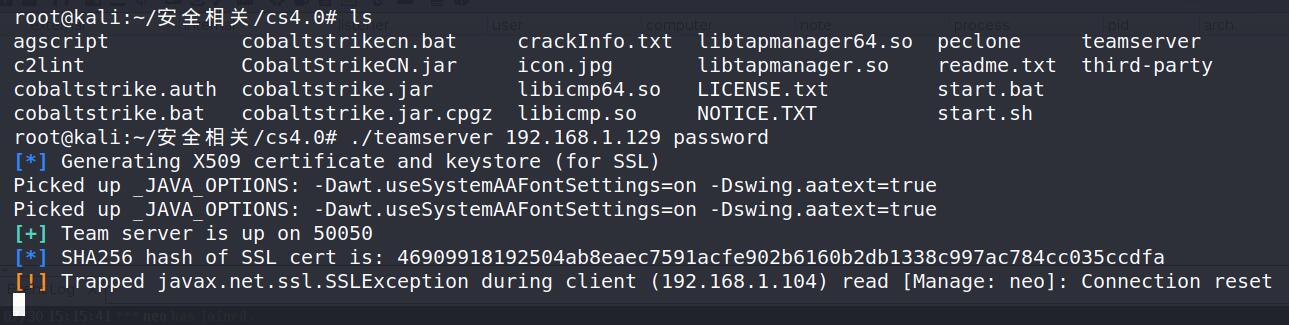 root@kali:~/安全相关/cs4.0# ls
agscript cobaltstrikecn.bat crackInfo.txt libtapmanager64.so peclone teamserver
c2lint CobaltStrikeCN.jar icon.jpg libtapmanager.so readme.txt third-party
cobaltstrike.auth cobaltstrike.jar libicmp64.so LICENSE.txt start.bat
cobaltstrike.bat cobaltstrike.jar.cpgz libicmp.so NOTICE.TXT start.sh
root@kali:~/安全相关/cs4.0# ./teamserver 192.168.1.129 password
[*] Generating X509 certificate and keystore (for SSL)
Picked up _JAVA_OPTIONS: -Dawt.useSystemAAFontSettings=on -Dswing.aatext=true
Picked up _JAVA_OPTIONS: -Dawt.useSystemAAFontSettings=on -Dswing.aatext=true
[+] Team server is up on 50050
[*] SHA256 hash of SSL cert is: 46909918192504ab8eaec7591acfe902b6160b2db1338c997ac784cc035ccdfa
[!] Trapped javax.net.ssl.SSLException during client (192.168.1.104) read [Manage: neo]: Connection reset
15:15:41 *** neo has joined.